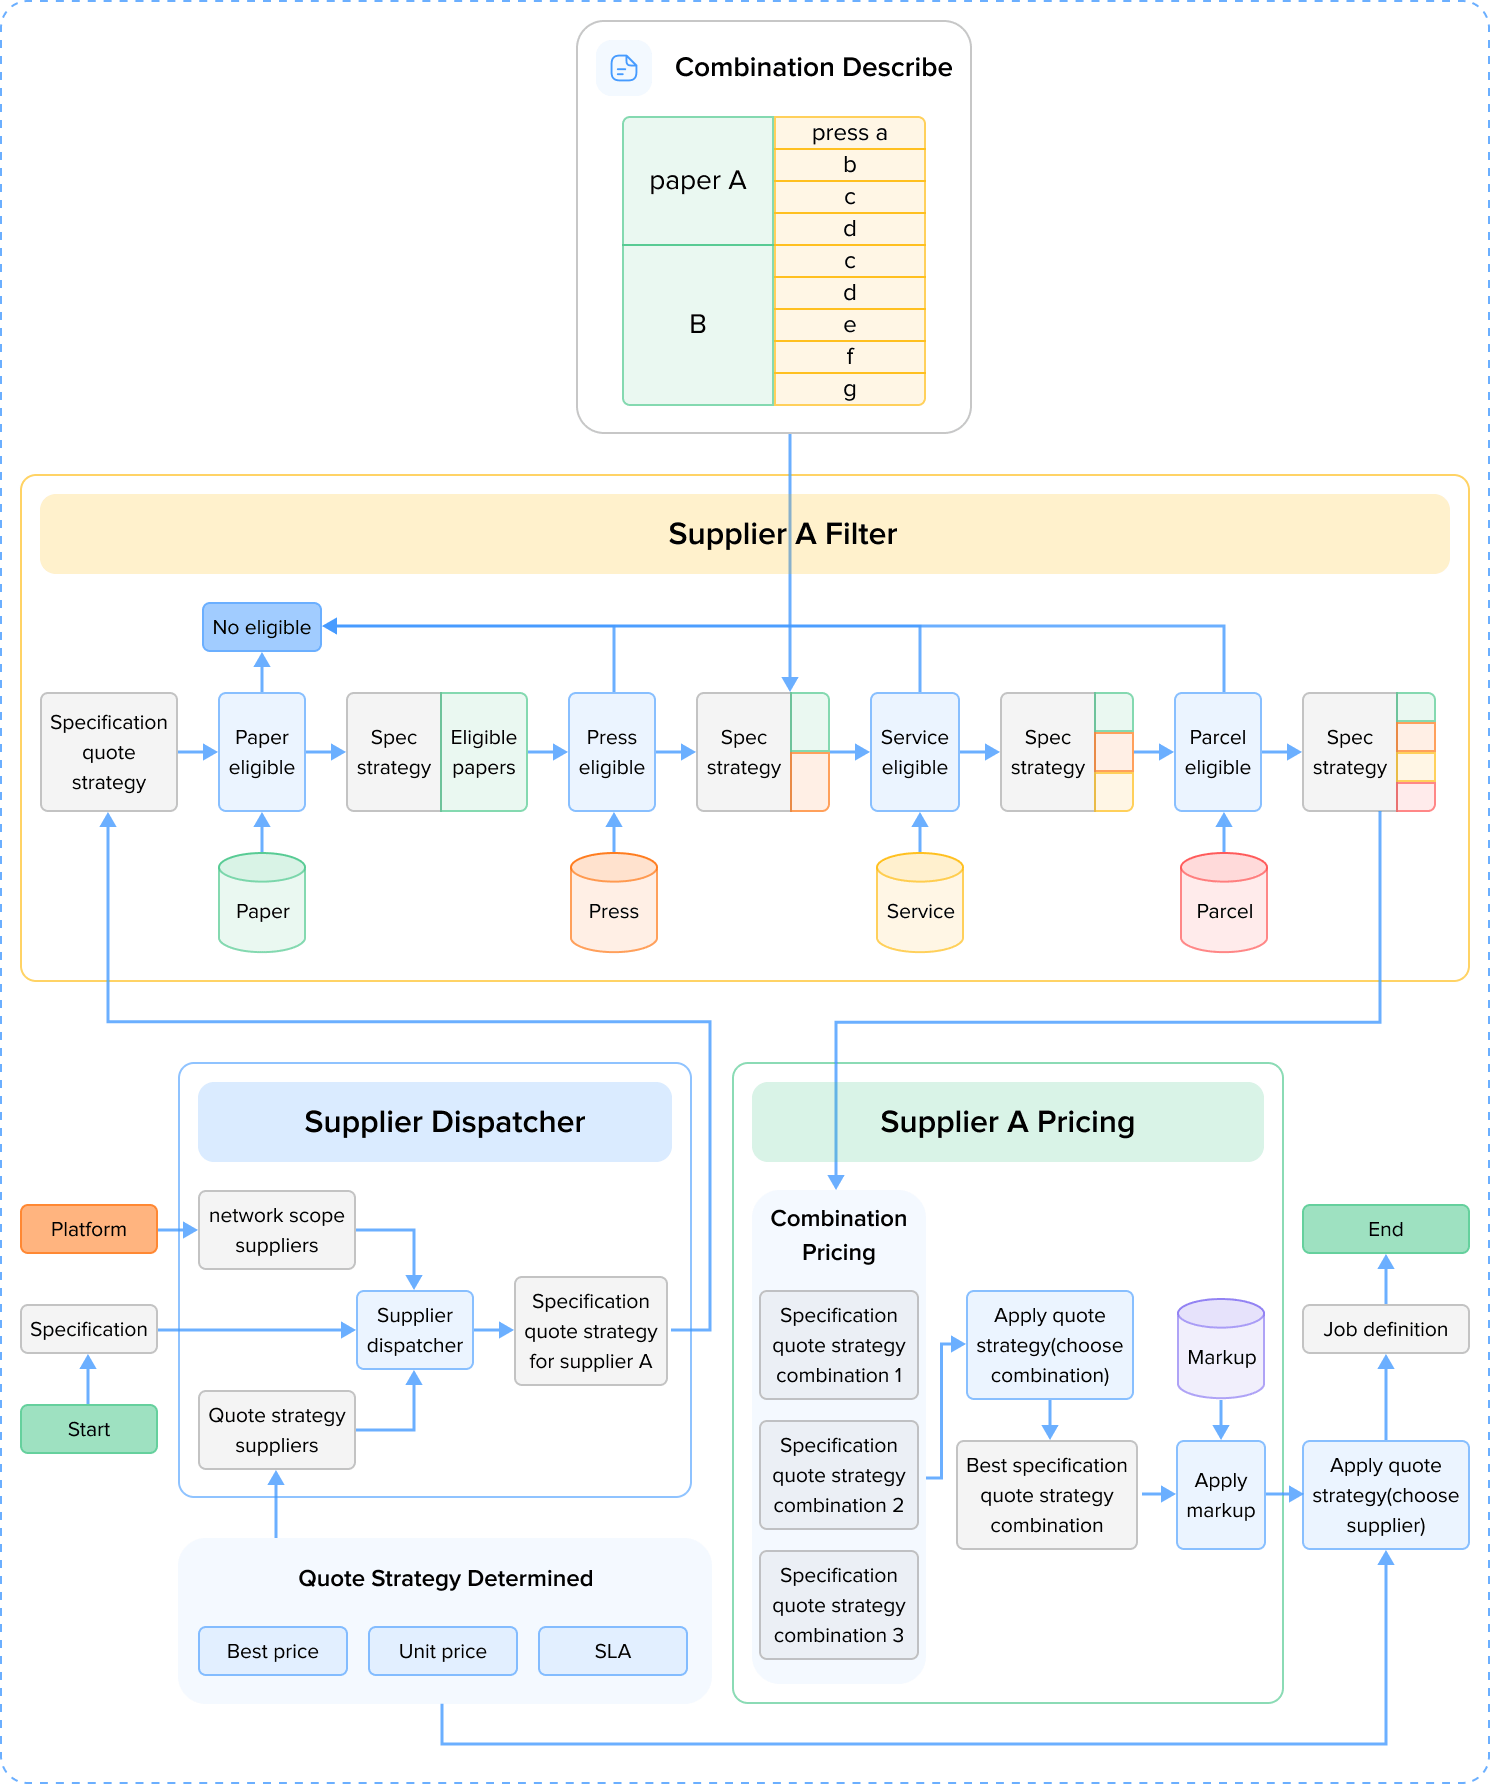 Combination Describe
paper A
press a
b
c
d
B
c
d
e
f
g
Supplier A Filter
No eligible
Specification
quote
strategy
Paper
eligible
Spec
strategy
Eligible
papers
Press
eligible
Spec
strategy
Service
eligible
Spec
strategy
Parcel
eligible
Spec
strategy
Paper
Press
Service
Parcel
Supplier Dispatcher
Platform
network scope
suppliers
Specification
Supplier
dispatcher
Specification
quote strategy
for supplier A
Start
Quote strategy
suppliers
Quote Strategy Determined
Best price
Unit price
SLA
Supplier A Pricing
Combination
Pricing
Specification
quote strategy
combination 1
Specification
quote strategy
combination 2
Specification
quote strategy
combination 3
Apply quote
strategy(choose
combination)
Best specification
quote strategy
combination
Markup
Apply
markup
End
Job definition
Apply quote
strategy(choose
supplier)